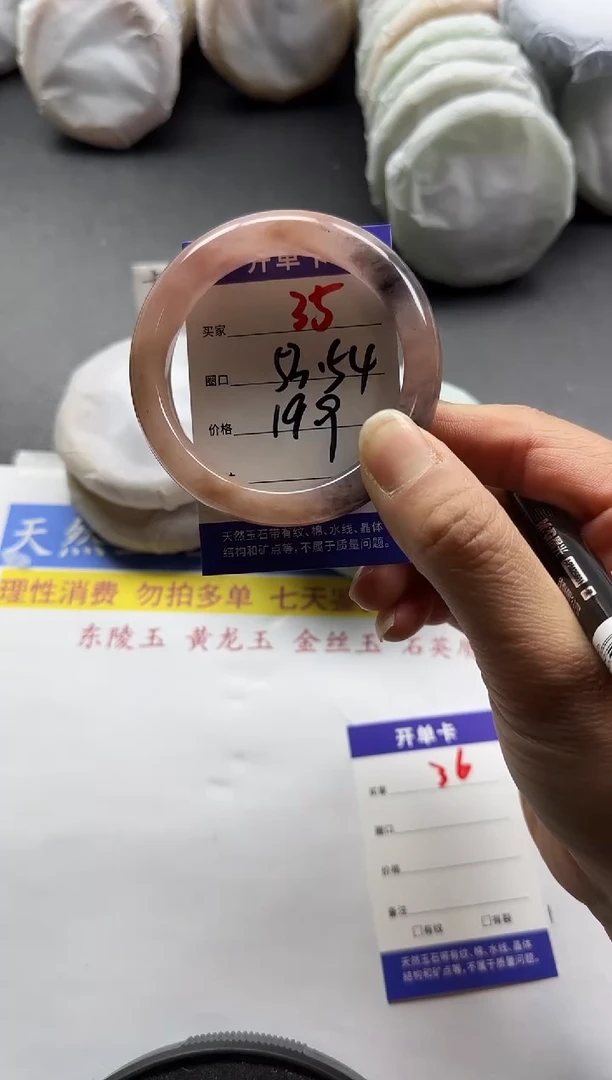 开单卡
买家 35
圈口 53.54
价格 199
天然玉石带有纹、棉、水线、晶体
结构和矿点等,不属于质量问题。
天然
理性消费 勿拍多单 七天
东陵玉 黄龙玉 金丝玉 石英
开单卡
买家 36
圈口
价格
备注
□有纹 □有裂
天然玉石带有纹、棉、水线、晶体
结构和矿点等,不属于质量问题。